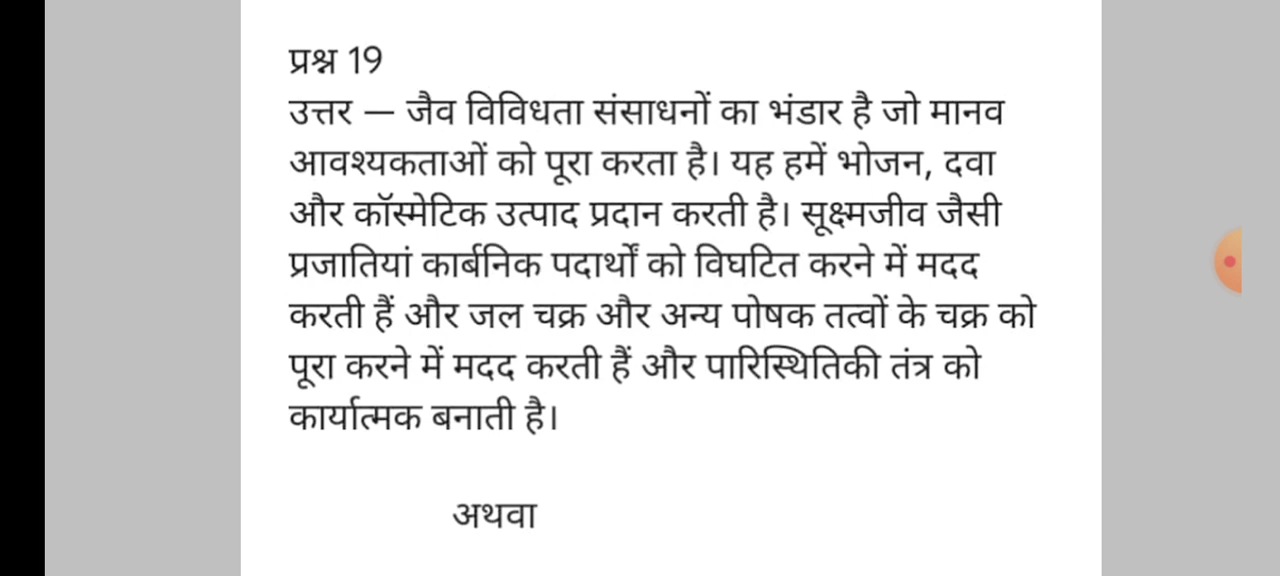 प्रश्न 19
उत्तर — जैव विविधता संसाधनों का भंडार है जो मानव
आवश्यकताओं को पूरा करता है। यह हमें भोजन, दवा
और कॉस्मेटिक उत्पाद प्रदान करती है। सूक्ष्मजीव जैसी
प्रजातियां कार्बनिक पदार्थों को विघटित करने में मदद
करती हैं और जल चक्र और अन्य पोषक तत्वों के चक्र को
पूरा करने में मदद करती हैं और पारिस्थितिकी तंत्र को
कार्यात्मक बनाती है।
अथवा